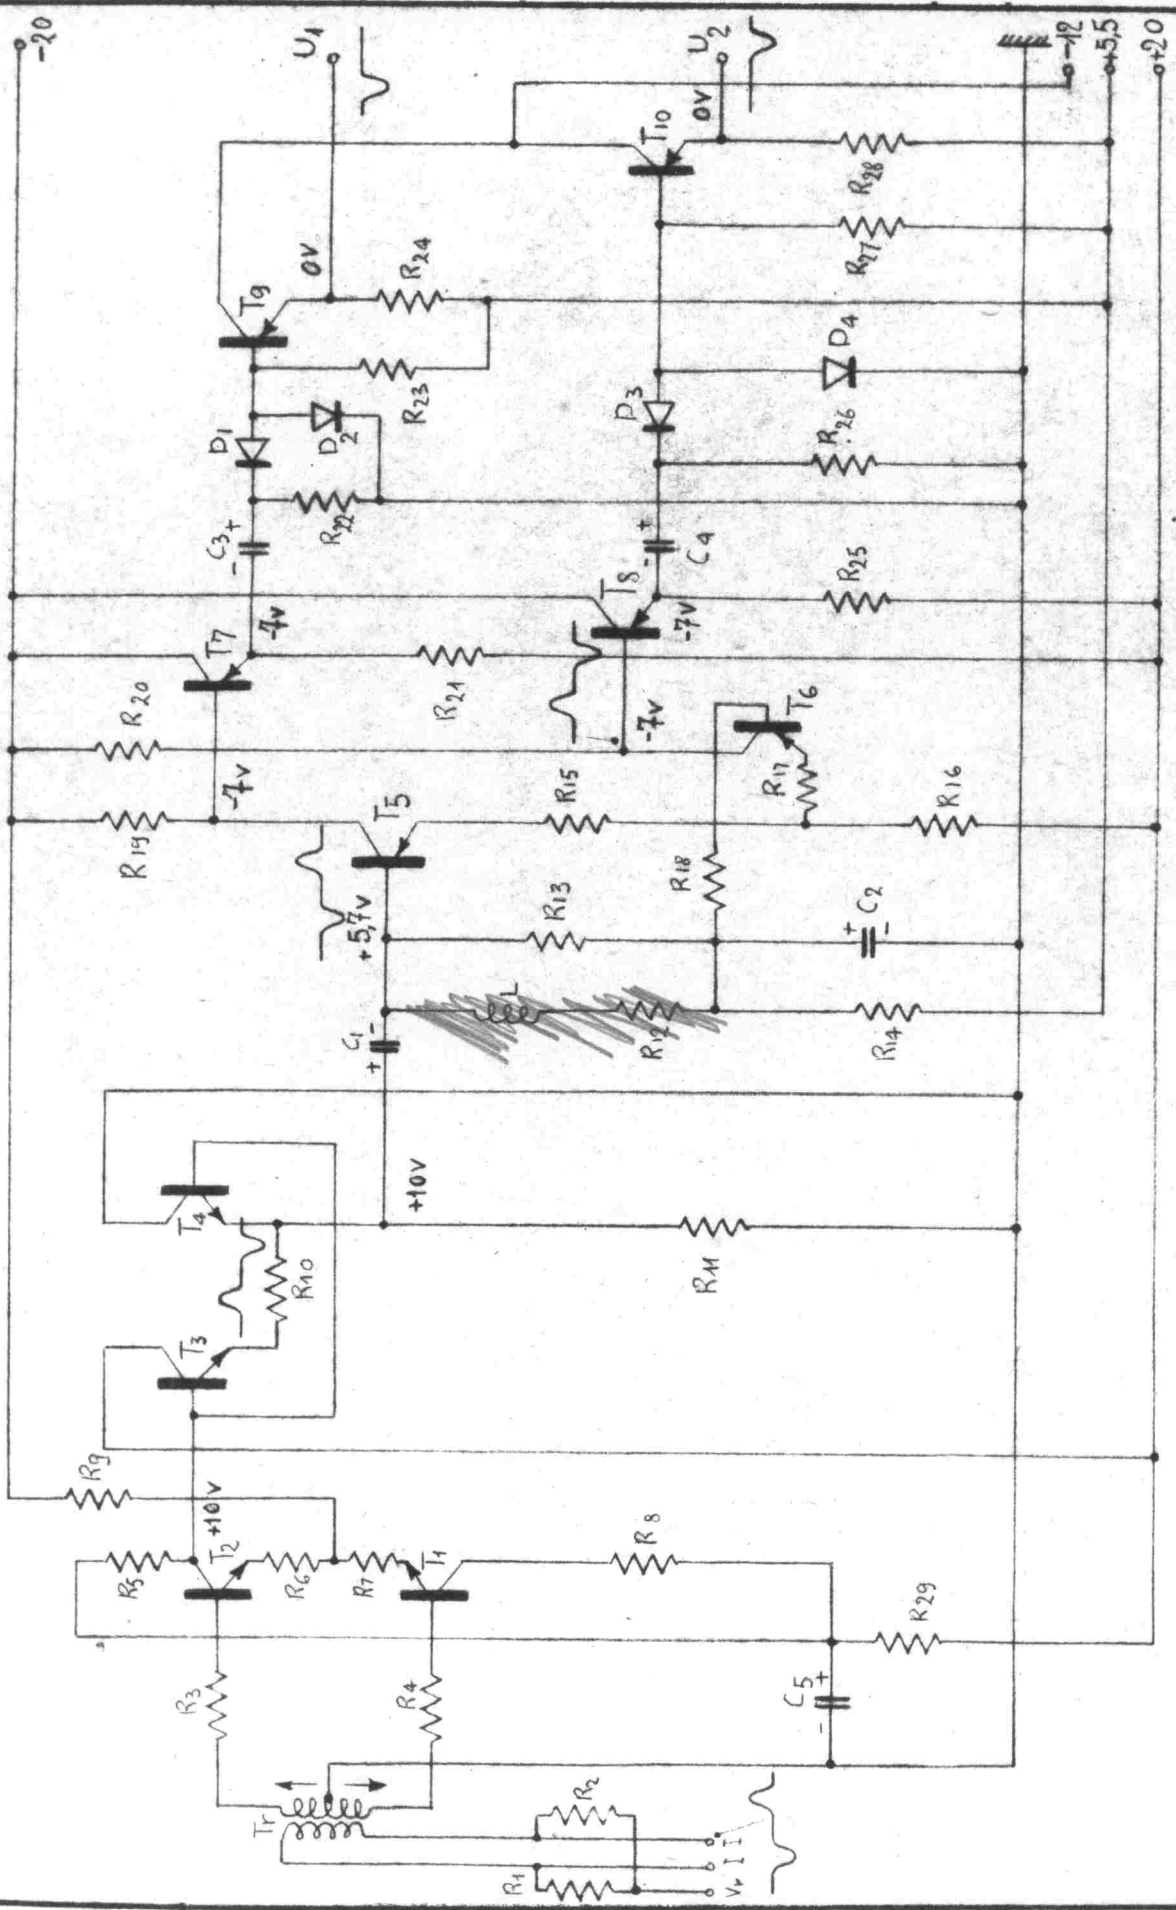 -20
U1
U2
-12
+5,5
+20
0V
T10
R28
R27
0V
R24
T9
R23
D1
D2
R22
C3
+
-
D3
D4
R26
+
-
C4
R25
T8
-7V
T7
-7V
R21
R20
-7V
T6
R17
R16
R15
R19
-7V
T5
R18
+5,7V
R13
C2
+
-
L
R12
R14
C1
+
-
T4
R10
+10V
R11
T3
R9
+10V
R5
T2
R6
R7
T1
R8
R29
R3
R4
C5
+
-
Tr
R2
R1
V
I
I